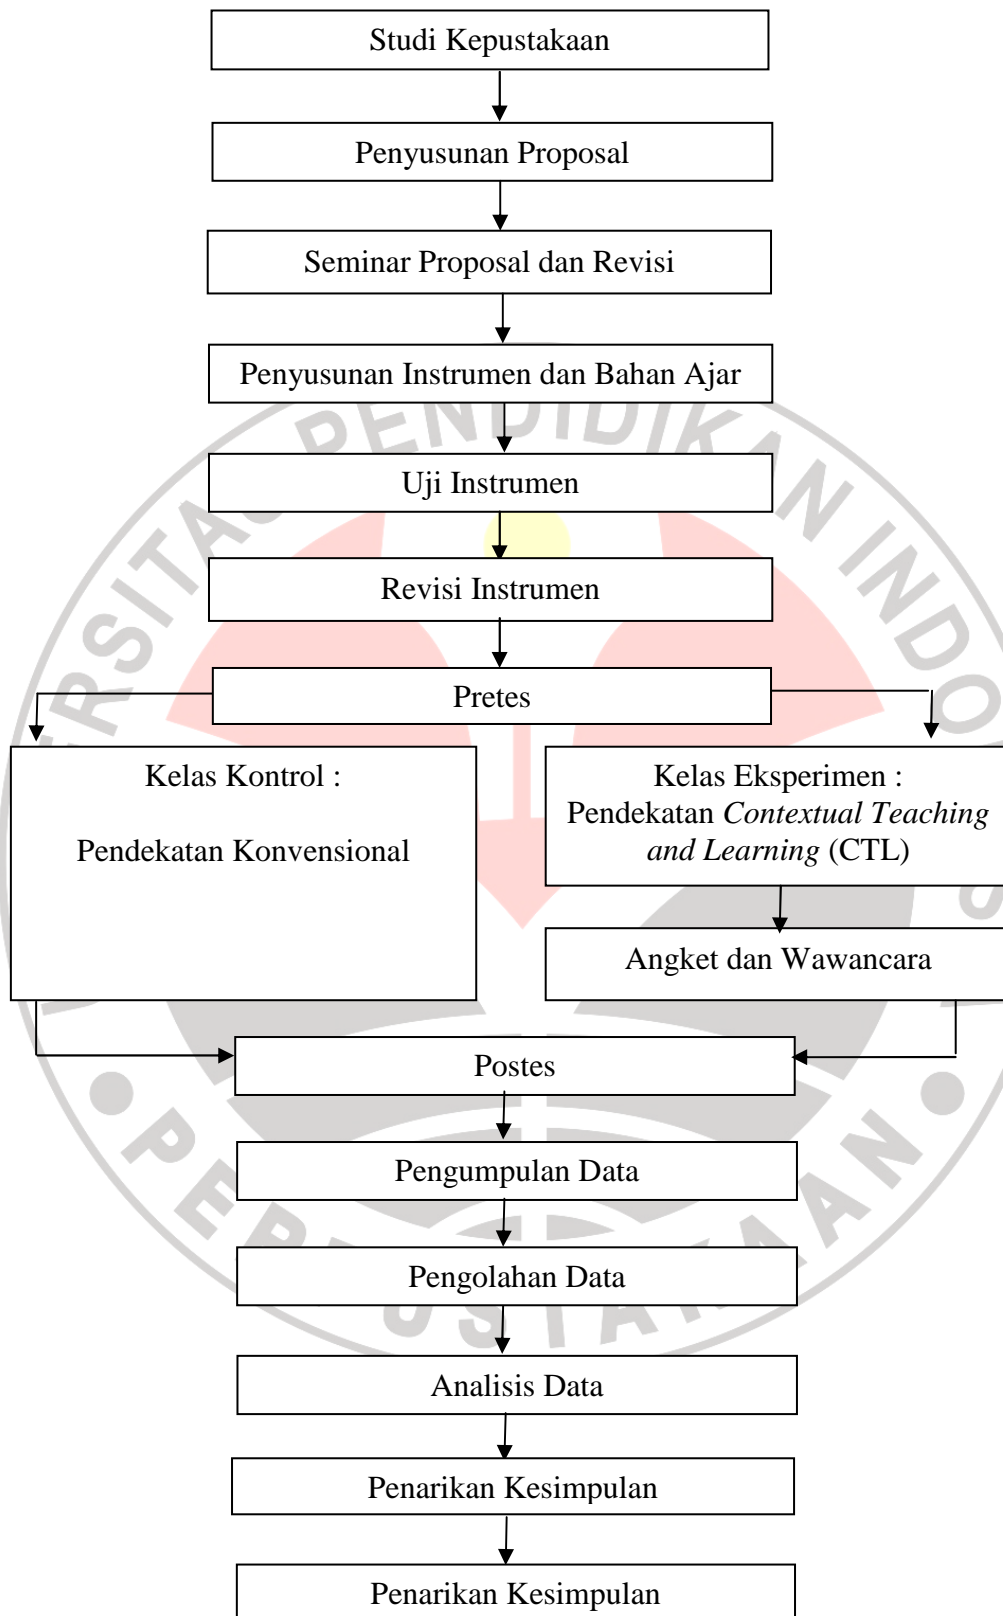 Studi Kepustakaan
Penyusunan Proposal
Seminar Proposal dan Revisi
Penyusunan Instrumen dan Bahan Ajar
Uji Instrumen
Revisi Instrumen
Pretes
Kelas Kontrol :
Pendekatan Konvensional
Kelas Eksperimen :
Pendekatan Contextual Teaching
and Learning (CTL)
Angket dan Wawancara
Postes
Pengumpulan Data
Pengolahan Data
Analisis Data
Penarikan Kesimpulan
Penarikan Kesimpulan